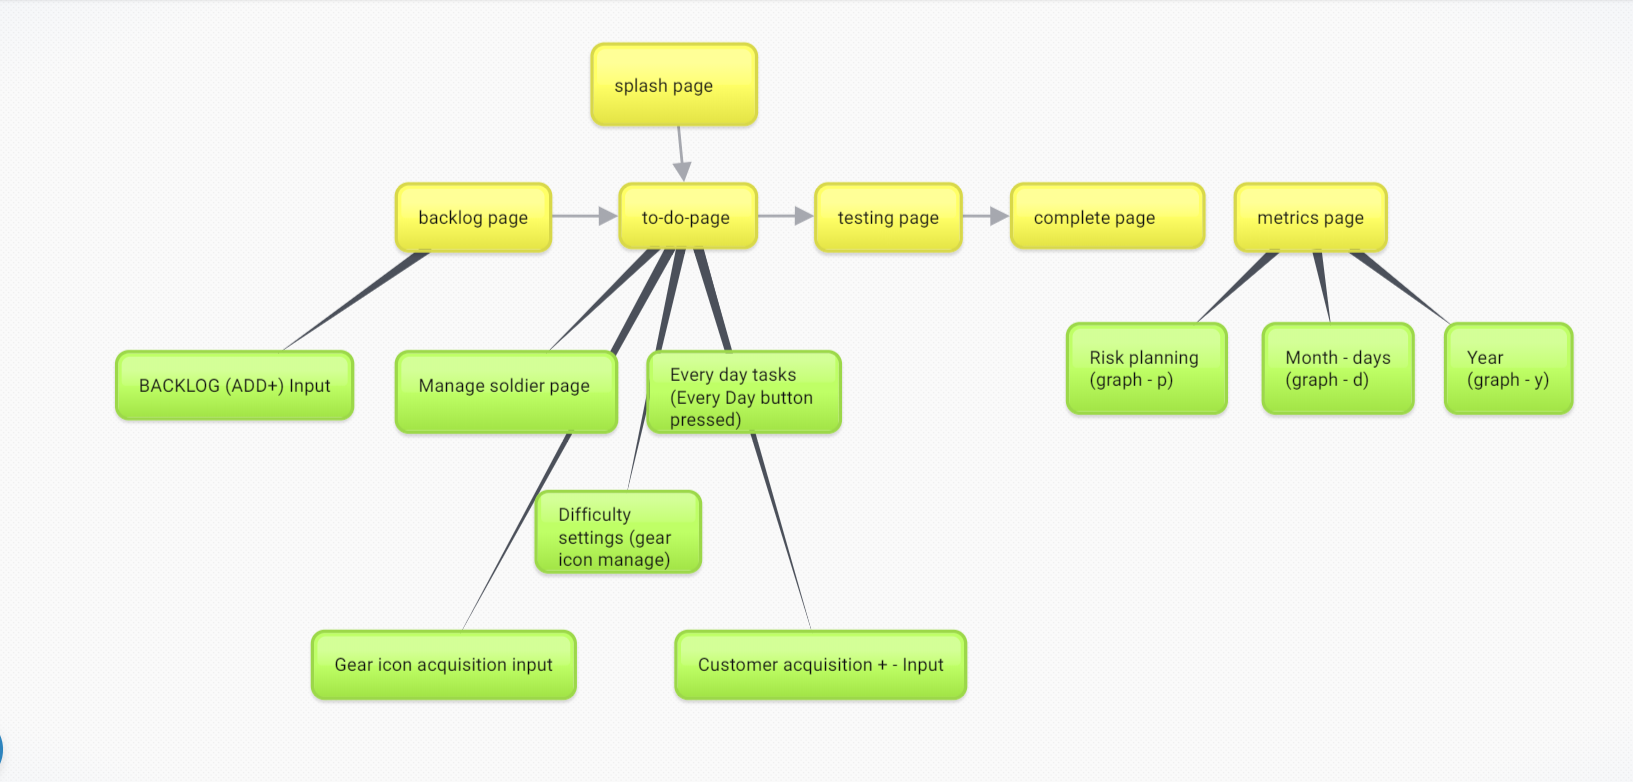 splash page
backlog page
to-do-page
testing page
complete page
metrics page
BACKLOG (ADD+) Input
Manage soldier page
Every day tasks
(Every Day button
pressed)
Risk planning
(graph - p)
Month - days
(graph - d)
Year
(graph - y)
Difficulty
settings (gear
icon manage)
Gear icon acquisition input
Customer acquisition + - Input